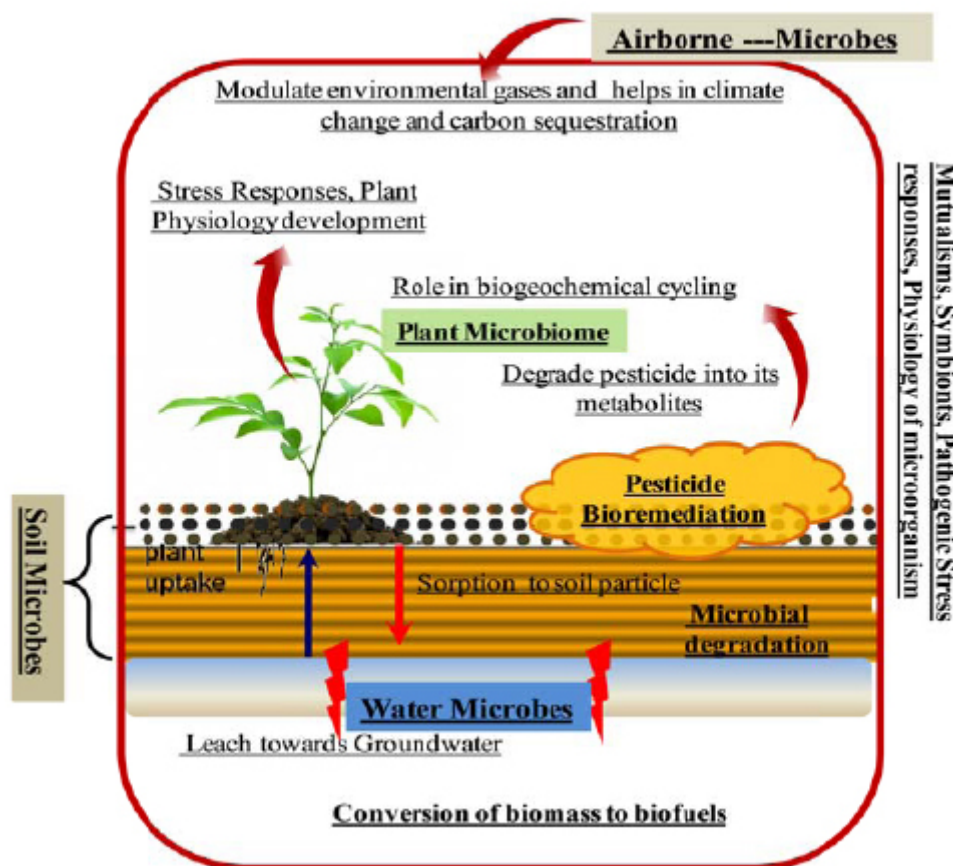 Airborne ---Microbes
Modulate environmental gases and helps in climate
change and carbon sequestration
Stress Responses, Plant
Physiology development
Role in biogeochemical cycling
Plant Microbiome
Degrade pesticide into its
metabolites
Mutualisms, Symbionts, Pathogenic Stress
responses, Physiology of microorganism
Pesticide
Bioremediation
Soil Microbes
plant
uptake
Sorption to soil particle
Microbial
degradation
Water Microbes
Leach towards Groundwater
Conversion of biomass to biofuels